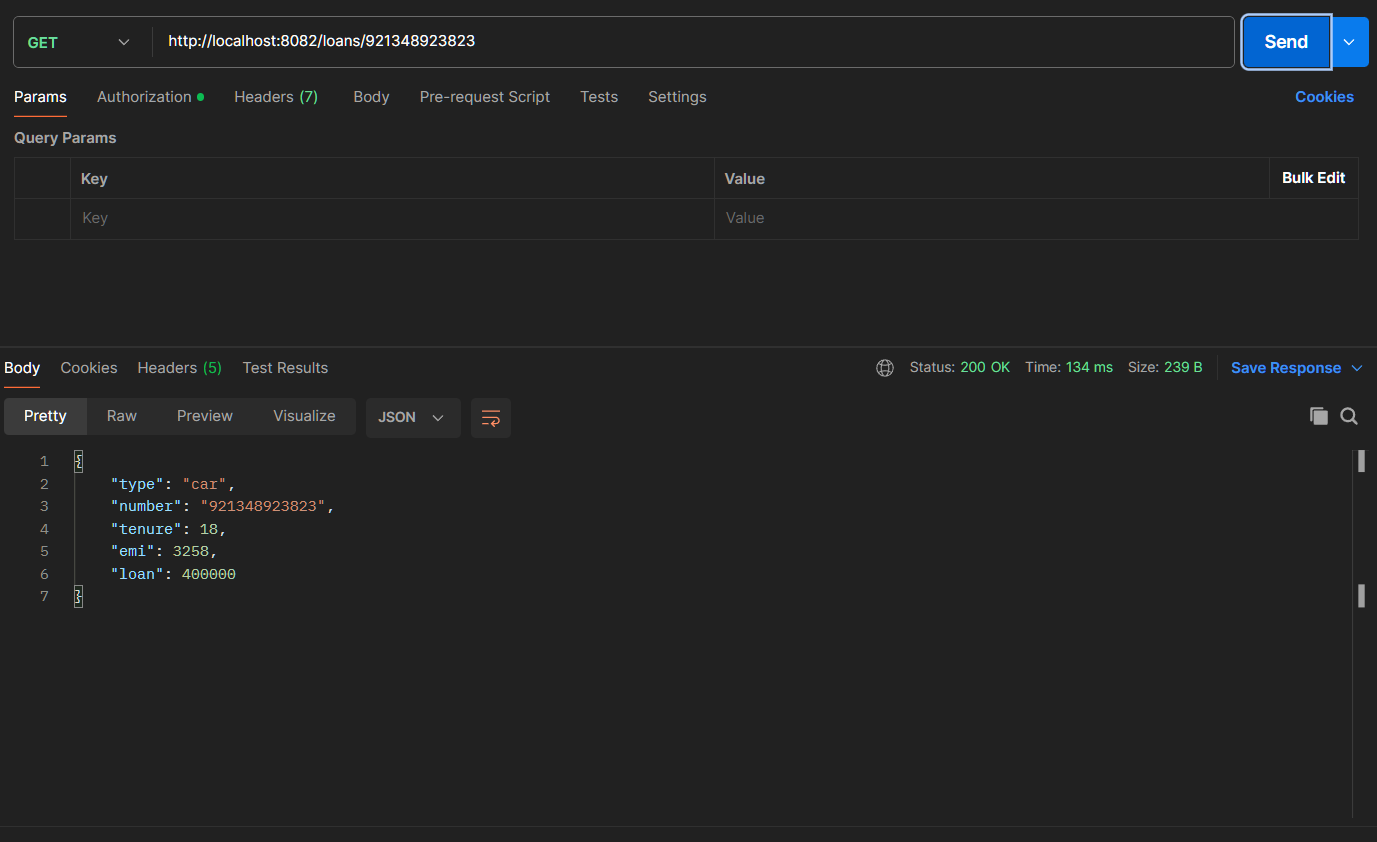 GET http://localhost:8082/loans/921348923823 Send
Params Authorization Headers (7) Body Pre-request Script Tests Settings Cookies
Query Params
Key Value Bulk Edit
Key Value
Body Cookies Headers (5) Test Results Status: 200 OK Time: 134 ms Size: 239 B Save Response
Pretty Raw Preview Visualize JSON
1 {
2 "type": "car",
3 "number": "921348923823",
4 "tenure": 18,
5 "emi": 3258,
6 "loan": 400000
7 }